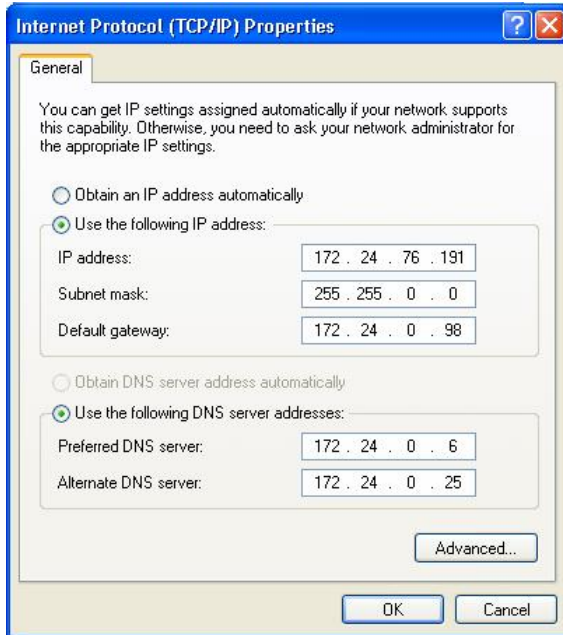 Internet Protocol (TCP/IP) Properties
General
You can get IP settings assigned automatically if your network supports
this capability. Otherwise, you need to ask your network administrator for
the appropriate IP settings.
Obtain an IP address automatically
Use the following IP address:
IP address: 172 . 24 . 76 . 191
Subnet mask: 255 . 255 . 0 . 0
Default gateway: 172 . 24 . 0 . 98
Obtain DNS server address automatically
Use the following DNS server addresses:
Preferred DNS server: 172 . 24 . 0 . 6
Alternate DNS server: 172 . 24 . 0 . 25
Advanced...
OK Cancel